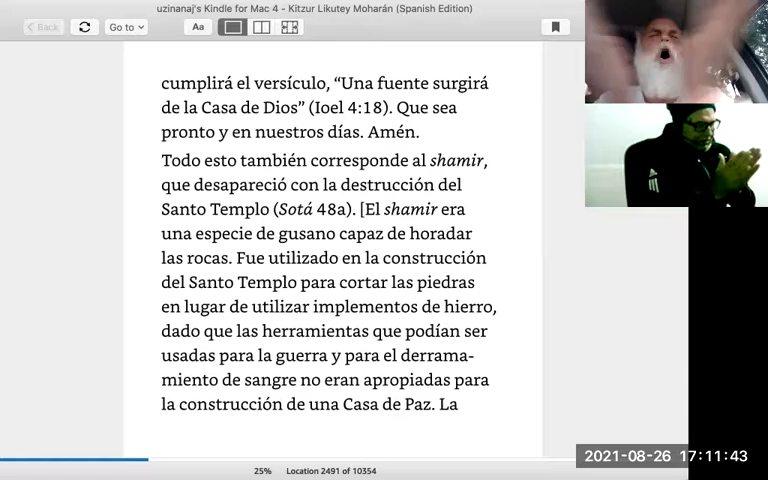 uzinanaj's Kindle for Mac 4 - Kitzur Likutey Moharán (Spanish Edition)
Back
Go to
Aa
cumplirá el versículo, “Una fuente surgirá
de la Casa de Dios” (Ioel 4:18). Que sea
pronto y en nuestros días. Amén.
Todo esto también corresponde al shamir,
que desapareció con la destrucción del
Santo Templo (Sotá 48a). [El shamir era
una especie de gusano capaz de horadar
las rocas. Fue utilizado en la construcción
del Santo Templo para cortar las piedras
en lugar de utilizar implementos de hierro,
dado que las herramientas que podían ser
usadas para la guerra y para el derrama-
miento de sangre no eran apropiadas para
la construcción de una Casa de Paz. La
25% Location 2491 of 10354
2021-08-26 17:11:43